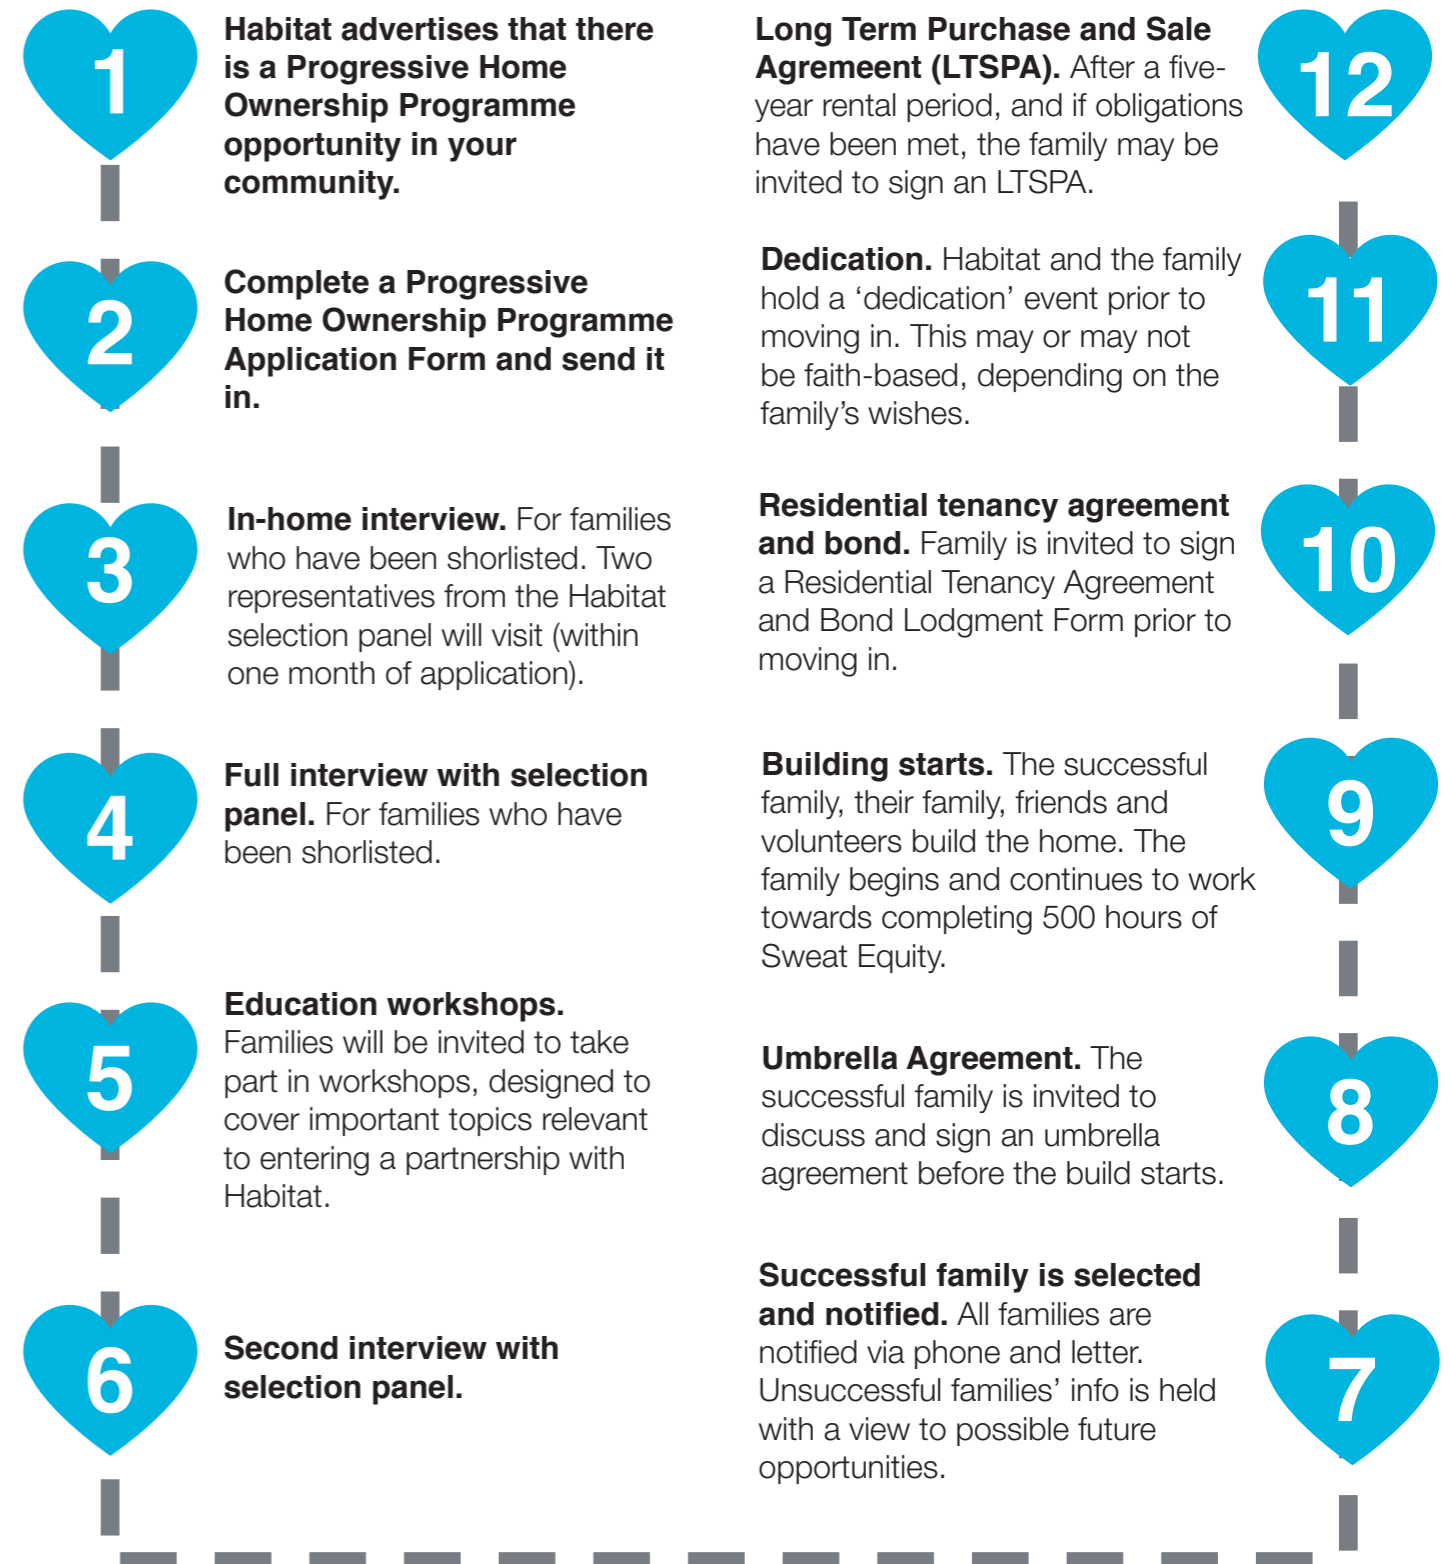 1
Habitat advertises that there
is a Progressive Home
Ownership Programme
opportunity in your
community.
2
Complete a Progressive
Home Ownership Programme
Application Form and send it
in.
3
In-home interview. For families
who have been shorlisted. Two
representatives from the Habitat
selection panel will visit (within
one month of application).
4
Full interview with selection
panel. For families who have
been shorlisted.
5
Education workshops.
Families will be invited to take
part in workshops, designed to
cover important topics relevant
to entering a partnership with
Habitat.
6
Second interview with
selection panel.
7
Successful family is selected
and notified. All families are
notified via phone and letter.
Unsuccessful families’ info is held
with a view to possible future
opportunities.
8
Umbrella Agreement. The
successful family is invited to
discuss and sign an umbrella
agreement before the build starts.
9
Building starts. The successful
family, their family, friends and
volunteers build the home. The
family begins and continues to work
towards completing 500 hours of
Sweat Equity.
10
Residential tenancy agreement
and bond. Family is invited to sign
a Residential Tenancy Agreement
and Bond Lodgment Form prior to
moving in.
11
Dedication. Habitat and the family
hold a ‘dedication’ event prior to
moving in. This may or may not
be faith-based, depending on the
family’s wishes.
12
Long Term Purchase and Sale
Agremeent (LTSPA). After a five-
year rental period, and if obligations
have been met, the family may be
invited to sign an LTSPA.